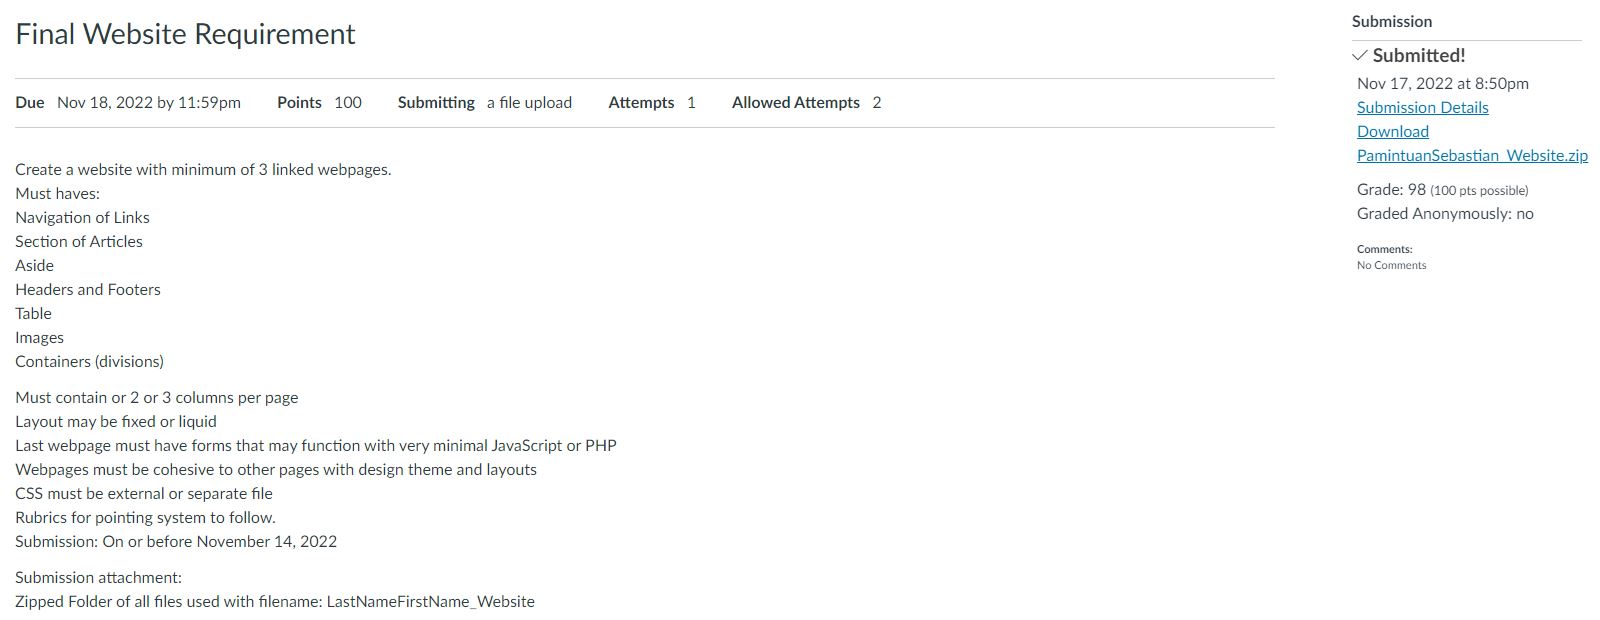 Final Website Requirement
Due Nov 18, 2022 by 11:59pm Points 100 Submitting a file upload Attempts 1 Allowed Attempts 2
Create a website with minimum of 3 linked webpages.
Must haves:
Navigation of Links
Section of Articles
Aside
Headers and Footers
Table
Images
Containers (divisions)
Must contain or 2 or 3 columns per page
Layout may be fixed or liquid
Last webpage must have forms that may function with very minimal JavaScript or PHP
Webpages must be cohesive to other pages with design theme and layouts
CSS must be external or separate file
Rubrics for pointing system to follow.
Submission: On or before November 14, 2022
Submission attachment:
Zipped Folder of all files used with filename: LastNameFirstName_Website
Submission
Submitted!
Nov 17, 2022 at 8:50pm
Submission Details
Download
PamintuanSebastian_Website.zip
Grade: 98 (100 pts possible)
Graded Anonymously: no
Comments:
No Comments